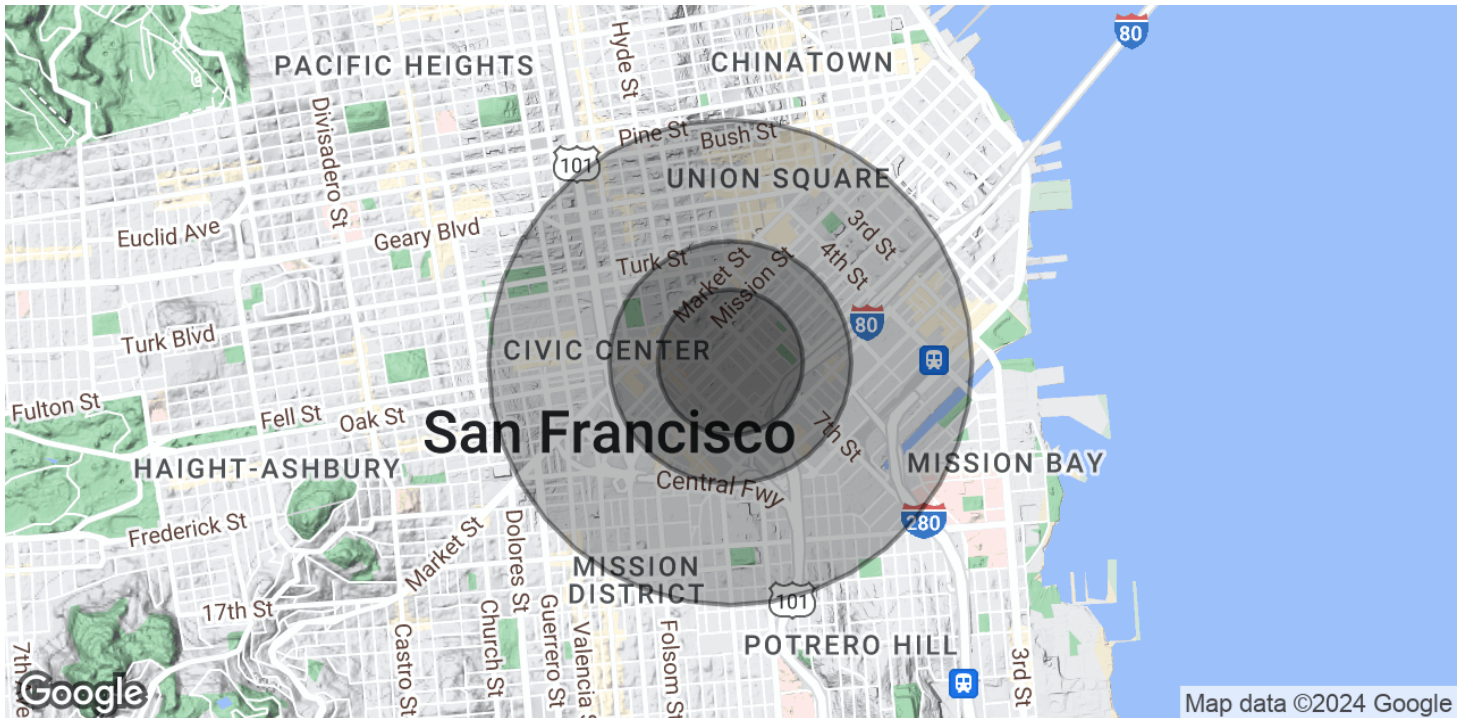 80
Hyde St
CHINATOWN
PACIFIC HEIGHTS
Divisadero St
Pine St
Bush St
101
UNION SQUARE
3rd St
Euclid Ave
Geary Blvd
4th St
Turk St
Market St
Mission St
80
Turk Blvd
CIVIC CENTER
Fulton St
Fell St
Oak St
San Francisco
7th St
HAIGHT-ASHBURY
MISSION BAY
Central Fwy
Frederick St
280
Market St
Dolores St
MISSION
DISTRICT
17th St
101
Castro St
Church St
Guerrero St
Valencia S
Folsom St
POTRERO HILL
3rd St
7th Ave
Google
Map data ©2024 Google